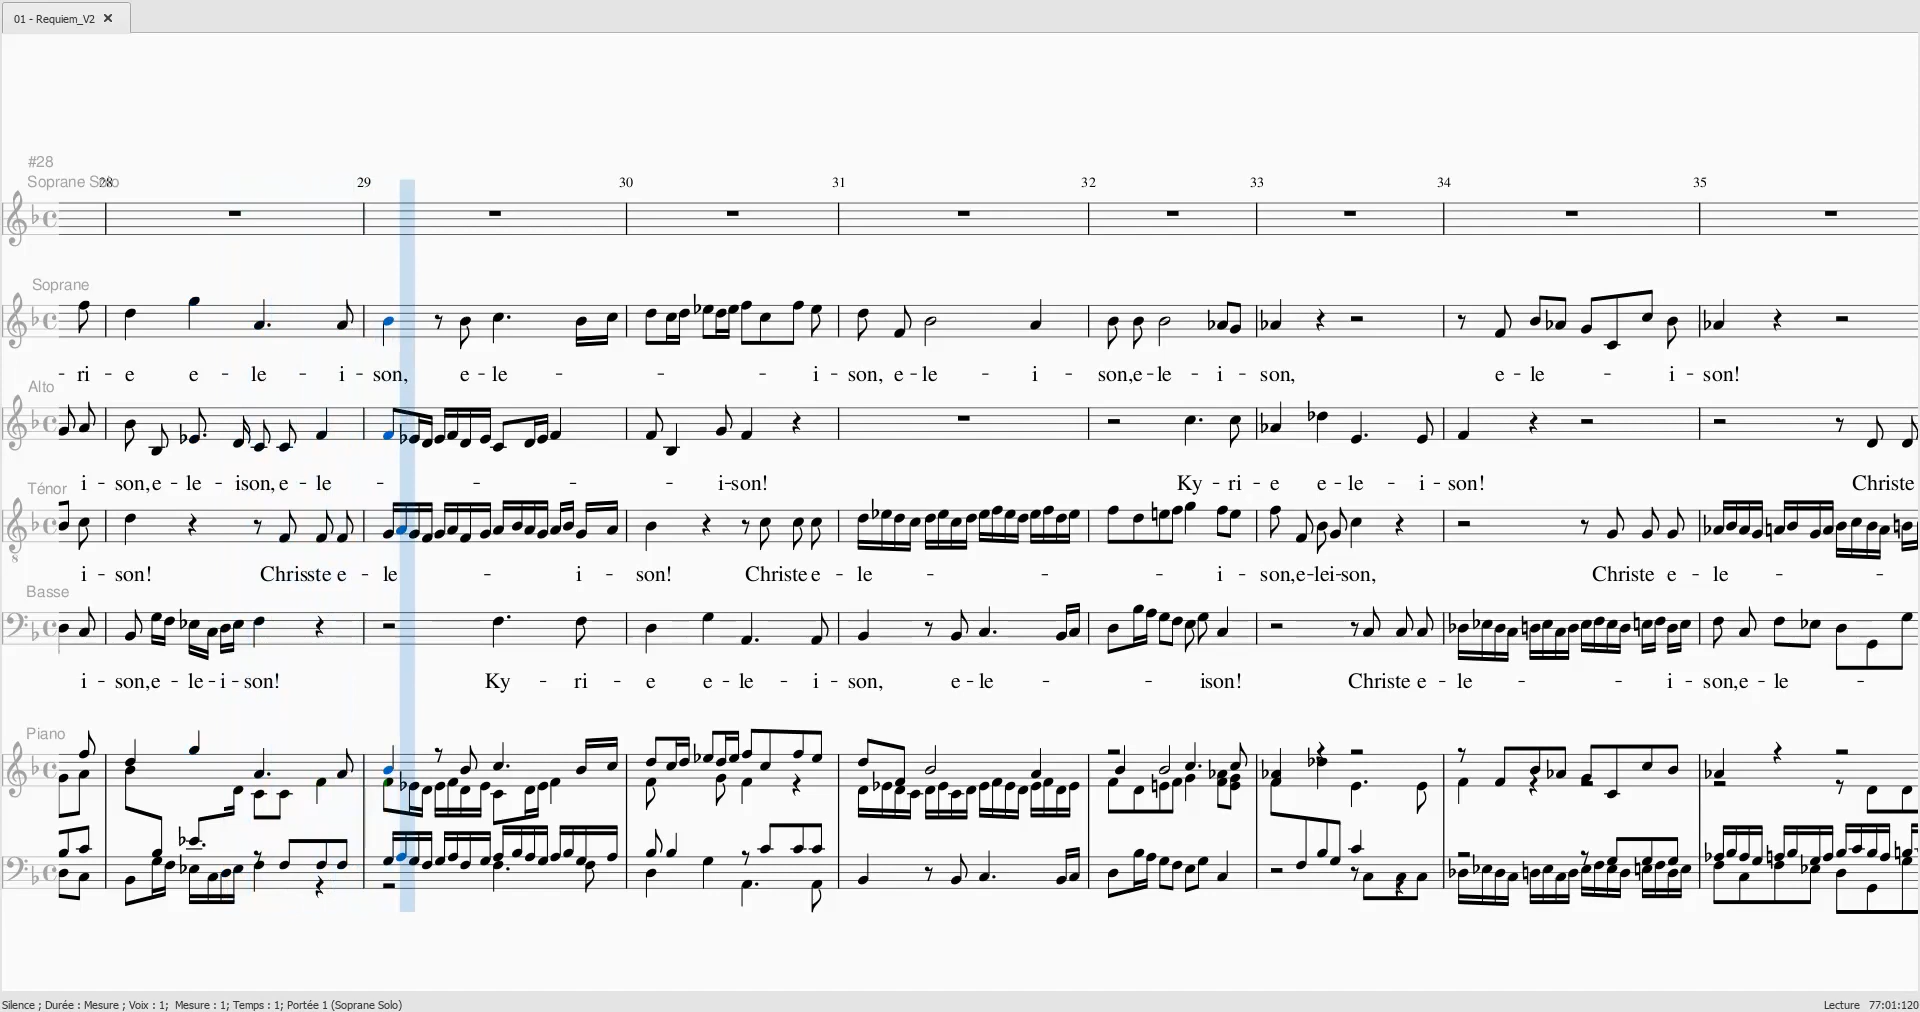 01 - Requiem_V2 ×
#28
Soprane Solo
28 29 30 31 32 33 34 35
Soprane
- ri - e e - le - i - son, e - le - - - - i - son, e - le - i - son,e - le - i - son, e - le - - i - son!
Alto
i - son,e - le - ison, e - le - - - - - i-son! Ky - ri - e e - le - i - son! Christe
Ténor
8
i - son! Chrisste e - le - - i - son! Christe e - le - - - - i - son,e-lei-son, Christe e - le - - -
Basse
i - son,e - le - i - son! Ky - ri - e e - le - i - son, e - le - - ison! Christe e - le - - - i - son,e - le - -
Piano
Silence ; Durée : Mesure ; Voix : 1; Mesure : 1; Temps : 1; Portée 1 (Soprane Solo)
Lecture 77:01:120